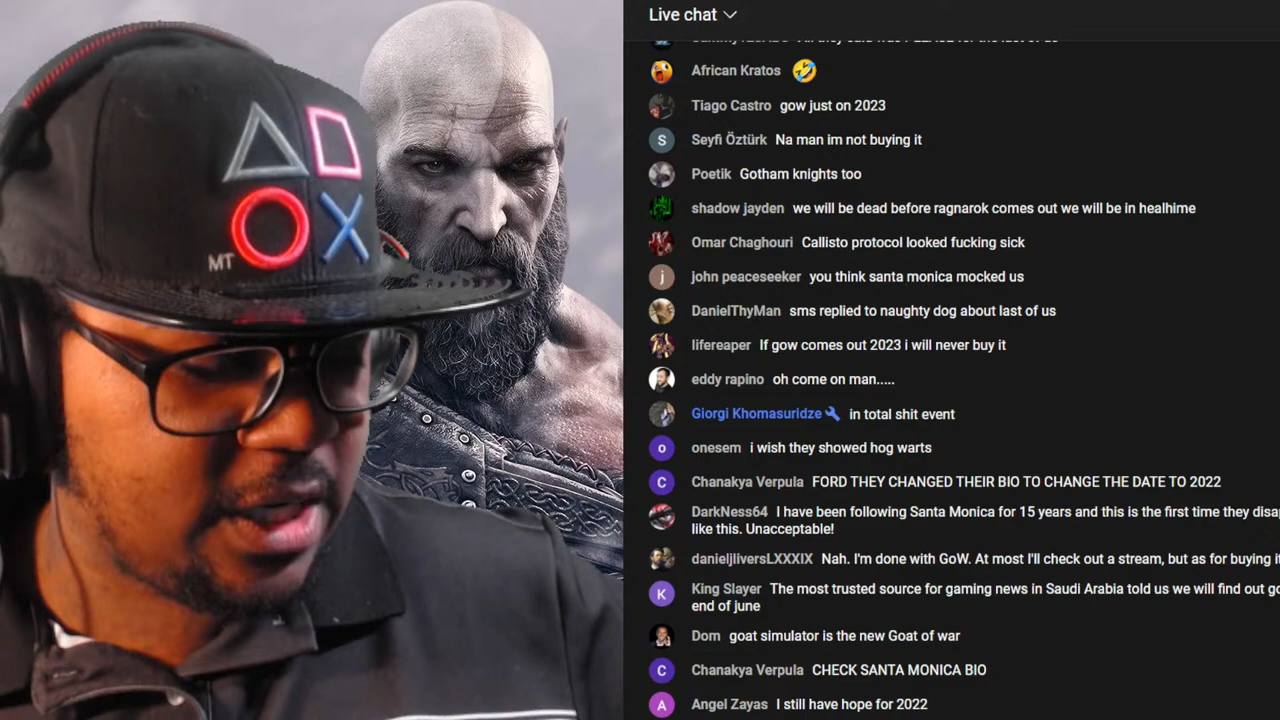 Live chat
African Kratos
Tiago Castro gow just on 2023
Seyfi Öztürk Na man im not buying it
Poetik Gotham knights too
shadow jayden we will be dead before ragnarok comes out we will be in healhime
Omar Chaghouri Callisto protocol looked fucking sick
john peaceseeker you think santa monica mocked us
DanielThyMan sms replied to naughty dog about last of us
lifereaper If gow comes out 2023 i will never buy it
eddy rapino oh come on man.....
Giorgi Khomasuridze in total shit event
onesem i wish they showed hog warts
Chanakya Verpula FORD THEY CHANGED THEIR BIO TO CHANGE THE DATE TO 2022
DarkNess64 I have been following Santa Monica for 15 years and this is the first time they
like this. Unacceptable!
danieljliversLXXXIX Nah. I'm done with GoW. At most I'll check out a stream, but as for buying
King Slayer The most trusted source for gaming news in Saudi Arabia told us we will find out
end of june
Dom goat simulator is the new Goat of war
Chanakya Verpula CHECK SANTA MONICA BIO
Angel Zayas I still have hope for 2022
MT
S
j
o
C
C
K
C
A